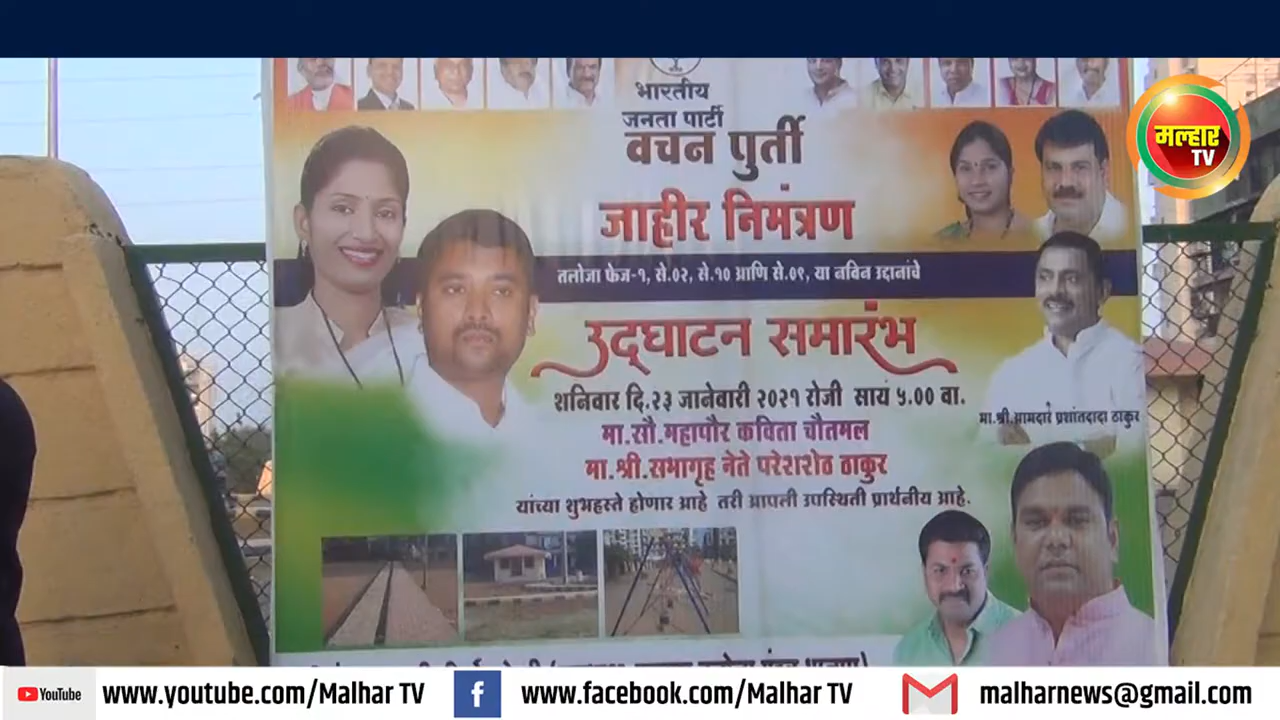 भारतीय
जनता पार्टी
वचन पुर्ती
मल्हार
TV
जाहीर निमंत्रण
तलोजा फेज-१, से.०२, से.१० आणि से.०९, या नविन उद्दानांचे
उद्घाटन समारंभ
शनिवार दि.२३ जानेवारी २०२१ रोजी सायं ५.०० वा.
मा.श्री.आमदार प्रशांतदादा ठाकुर
मा.सौ.महापौर कविता चौतमल
मा.श्री.सभागृह नेते परेशशेठ ठाकुर
यांच्या शुभहस्ते होणार आहे तरी आपली उपस्थिती प्रार्थनीय आहे.
YouTube www.youtube.com/Malhar TV www.facebook.com/Malhar TV malharnews@gmail.com